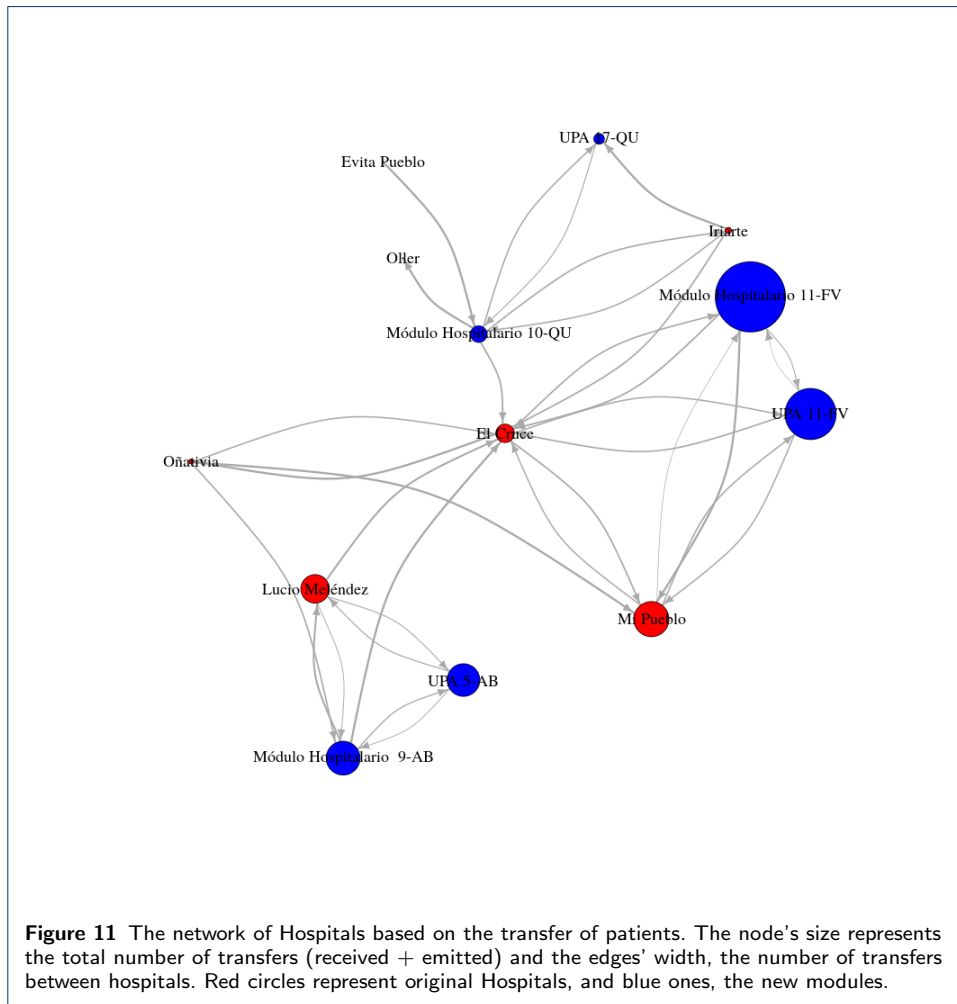 UPA 17-QU
Evita Pueblo
Iriarte
Oller
Módulo Hospitalario 11-FV
Módulo Hospitalario 10-QU
UPA 11-FV
El Cruce
Oñativia
Lucio Meléndez
Mi Pueblo
UPA 5-AB
Módulo Hospitalario 9-AB
Figure 11 The network of Hospitals based on the transfer of patients. The node's size represents
the total number of transfers (received + emitted) and the edges' width, the number of transfers
between hospitals. Red circles represent original Hospitals, and blue ones, the new modules.